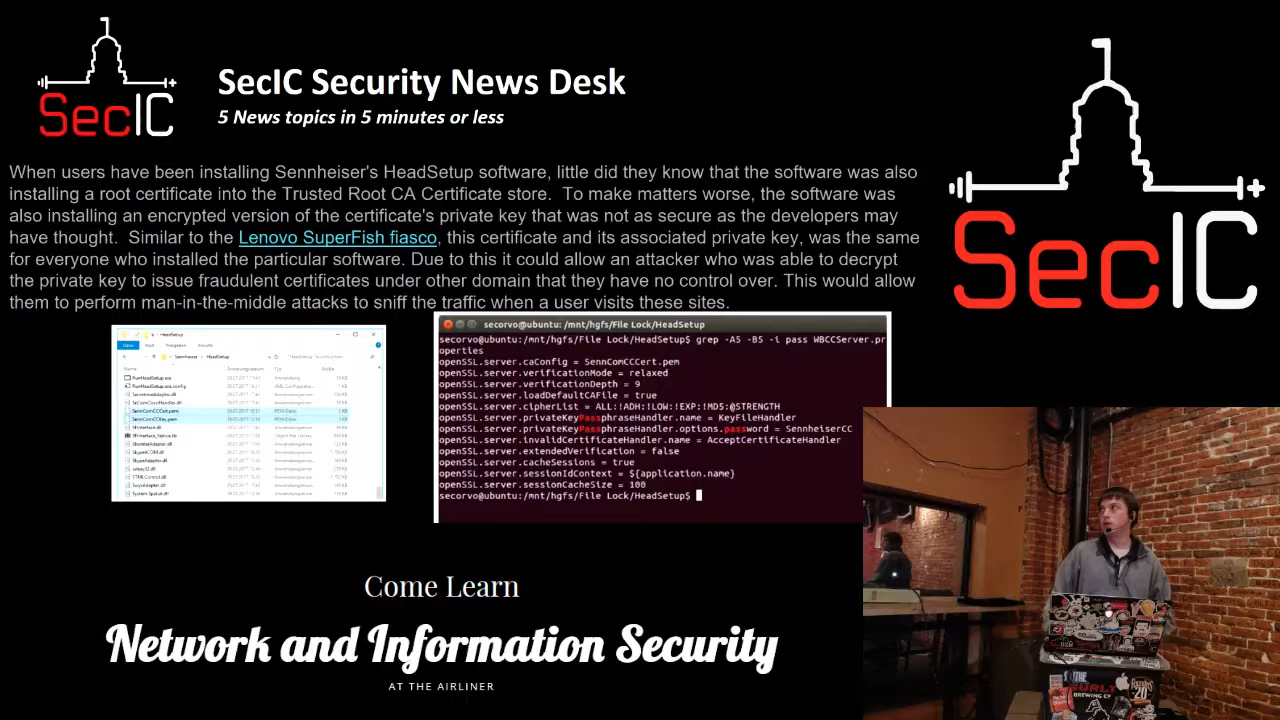 SecIC
SecIC Security News Desk
5 News topics in 5 minutes or less
SecIC
When users have been installing Sennheiser's HeadSetup software, little did they know that the software was also
installing a root certificate into the Trusted Root CA Certificate store.  To make matters worse, the software was
also installing an encrypted version of the certificate's private key that was not as secure as the developers may
have thought.  Similar to the Lenovo SuperFish fiasco, this certificate and its associated private key, was the same
for everyone who installed the particular software. Due to this it could allow an attacker who was able to decrypt
the private key to issue fraudulent certificates under other domain that they have no control over. This would allow
them to perform man-in-the-middle attacks to sniff the traffic when a user visits these sites.
HeadSetup
Sennheiser
HeadSetup
SennComCCCert.pem
SennComCCKey.pem
secorvo@ubuntu: /mnt/hgfs/File Lock/HeadSetup
secorvo@ubuntu:/mnt/hgfs/File Lock/HeadSetup$ grep -A5 -B5 -i pass WBCCServer.pr
operties
openSSL.server.caConfig = SennComCCCert.pem
openSSL.server.verificationMode = relaxed
openSSL.server.verificationDepth = 9
openSSL.server.loadDefaultCAFile = true
openSSL.server.cipherList = ALL:!ADH:!LOW:!EXP:!MD5:@STRENGTH
openSSL.server.privateKeyPassphraseHandler.name = KeyFileHandler
openSSL.server.privateKeyPassphraseHandler.options.password = SennheiserCC
openSSL.server.invalidCertificateHandler.name = AcceptCertificateHandler
openSSL.server.extendedVerification = false
openSSL.server.cacheSessions = true
openSSL.server.sessionIdContext = ${application.name}
openSSL.server.sessionCacheSize = 100
secorvo@ubuntu:/mnt/hgfs/File Lock/HeadSetup$
Come Learn
Network and Information Security
AT THE AIRLINER
SURLY
BREWING CO